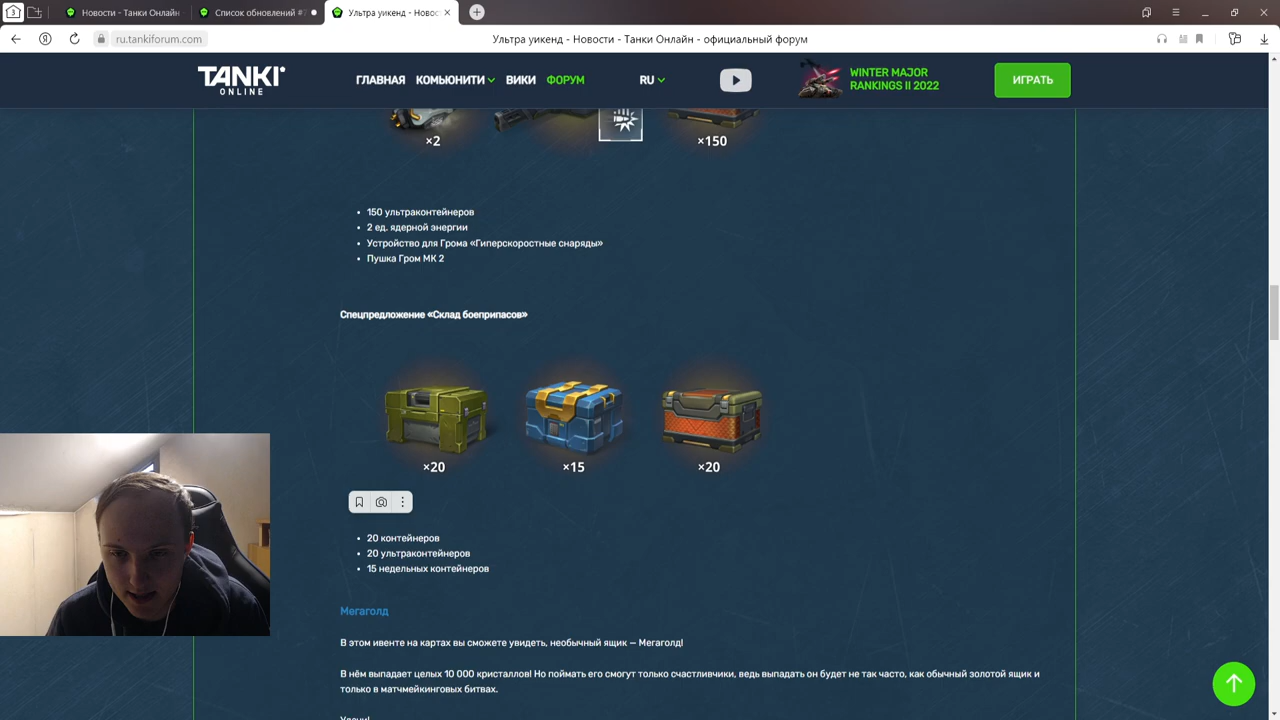 3
Новости – Танки Онлайн
Список обновлений #7
Ультра уикенд - Новос
ru.tankiforum.com
Ультра уикенд - Новости - Танки Онлайн - официальный форум
TANKI
ONLINE
ГЛАВНАЯ
КОМЬЮНИТИ
ВИКИ
ФОРУМ
RU
WINTER MAJOR
RANKINGS II 2022
ИГРАТЬ
×2
×150
• 150 ультраконтейнеров
• 2 ед. ядерной энергии
• Устройство для Грома «Гиперскоростные снаряды»
• Пушка Гром МК 2
Спецпредложение «Склад боеприпасов»
×20
×15
×20
• 20 контейнеров
• 20 ультраконтейнеров
• 15 недельных контейнеров
Мегаголд
В этом ивенте на картах вы сможете увидеть, необычный ящик — Мегаголд!
В нём выпадает целых 10 000 кристаллов! Но поймать его смогут только счастливчики, ведь выпадать он будет не так часто, как обычный золотой ящик и
только в матчмейкинговых битвах.
Удачи!